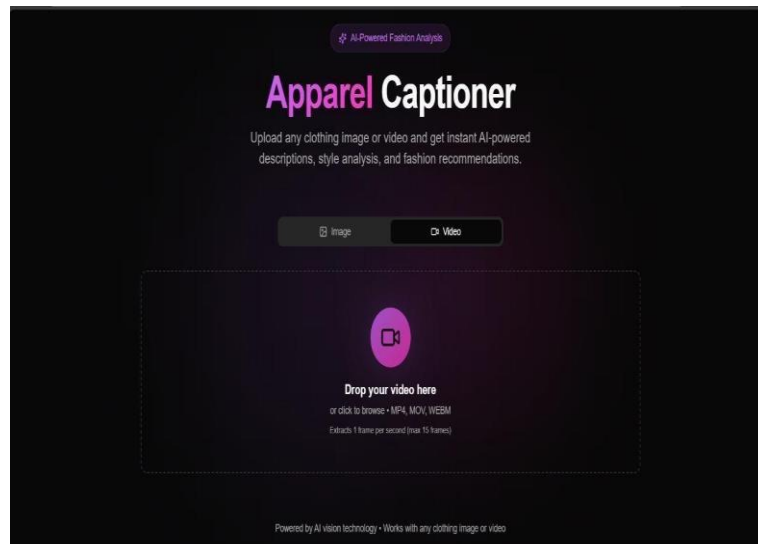 AI-Powered Fashion Analysis
Apparel Captioner
Upload any clothing image or video and get instant AI-powered
descriptions, style analysis, and fashion recommendations.
Image
Video
Drop your video here
or click to browse • MP4, MOV, WEBM
Extracts 1 frame per second (max 15 frames)
Powered by AI vision technology • Works with any clothing image or video